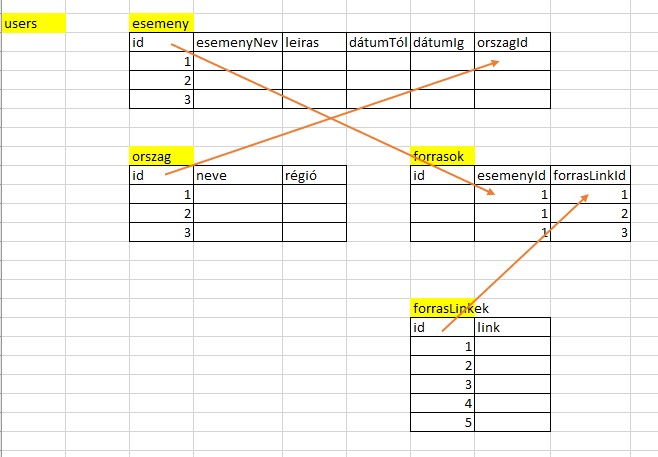 users esemeny
id esemenyNev leiras dátumTól dátumIg orszagId
1
2
3
orszag forrasok
id neve régió id esemenyId forrasLinkId
1 1 1
2 1 2
3 1 3
forrasLinkek
id link
1
2
3
4
5